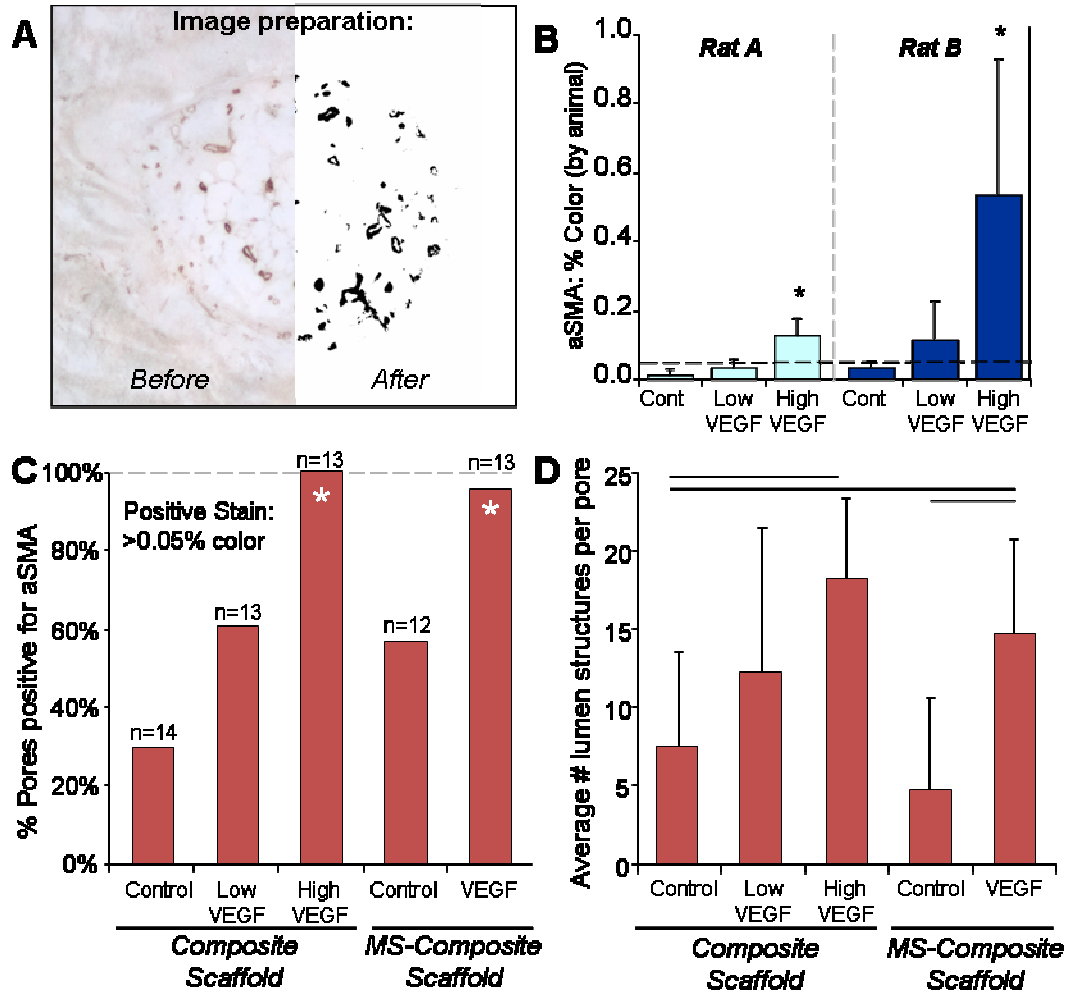 A
Image preparation:
Before
After
B
aSMA: % Color (by animal)
1.0
0.8
0.6
0.4
0.2
0.0
Rat A
Rat B
*
*
Cont
Low
VEGF
High
VEGF
Cont
Low
VEGF
High
VEGF
C
% Pores positive for aSMA
100%
80%
60%
40%
20%
0%
Positive Stain:
>0.05% color
n=14
n=13
n=13
*
n=12
n=13
*
Control
Low
VEGF
High
VEGF
Control
VEGF
Composite
Scaffold
MS-Composite
Scaffold
D
Average # lumen structures per pore
25
20
15
10
5
0
Control
Low
VEGF
High
VEGF
Control
VEGF
Composite
Scaffold
MS-Composite
Scaffold